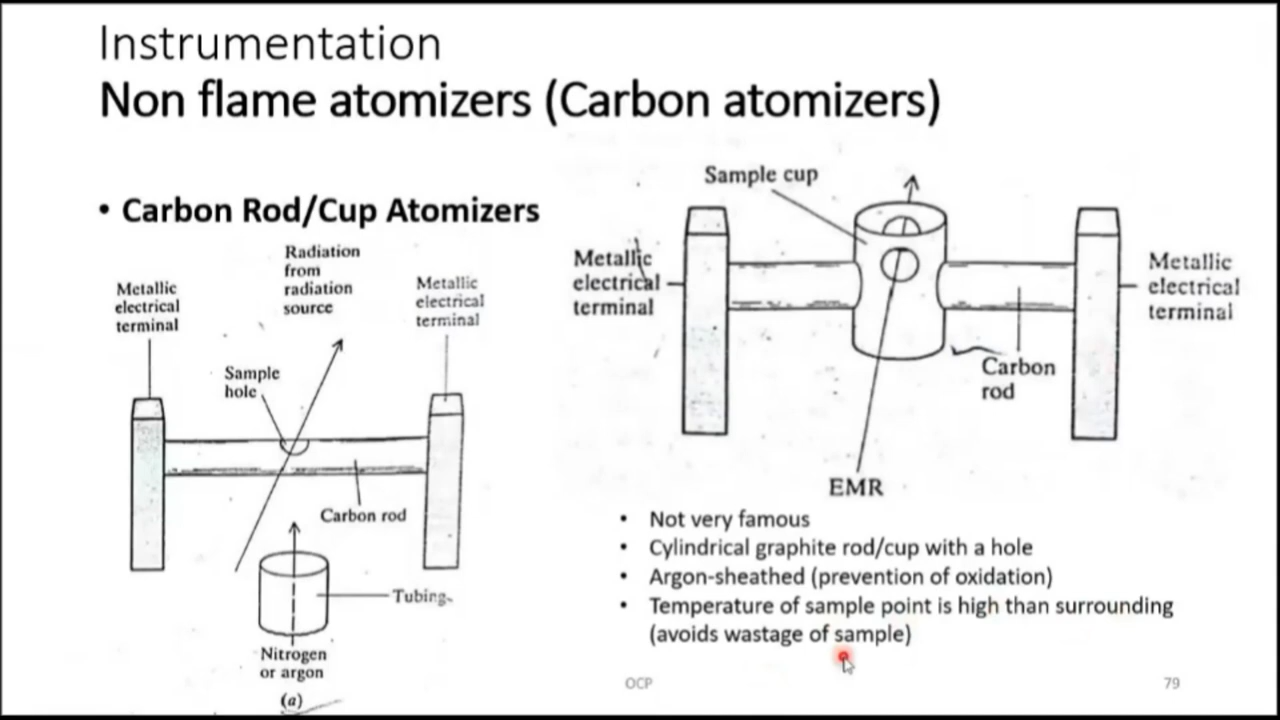 Instrumentation
Non flame atomizers (Carbon atomizers)
• Carbon Rod/Cup Atomizers
Radiation
from
radiation
source
Metallic
electrical
terminal
Metallic
electrical
terminal
Sample
hole
Carbon rod
Tubing
Nitrogen
or argon
(a)
Sample cup
Metallic
electrical
terminal
Metallic
electrical
terminal
Carbon
rod
EMR
• Not very famous
• Cylindrical graphite rod/cup with a hole
• Argon-sheathed (prevention of oxidation)
• Temperature of sample point is high than surrounding
(avoids wastage of sample)
OCP
79